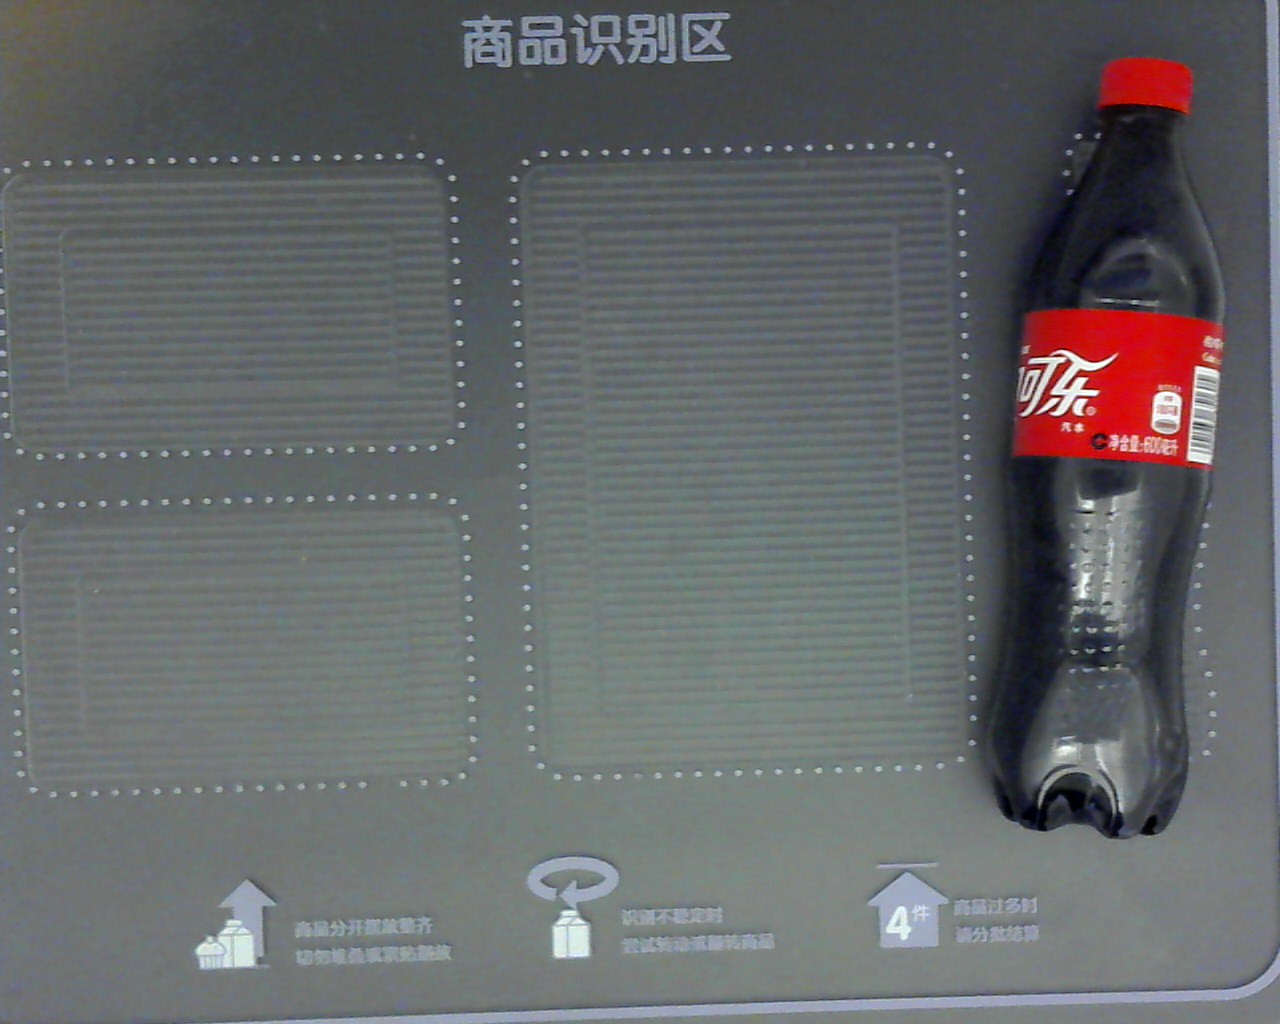 商品识别区
可乐
汽水
净含量:600毫升
商品分开摆放整齐
切勿堆叠或紧贴摆放
识别不稳定时
尝试转动或翻转商品
4件
商品过多时
请分批结算